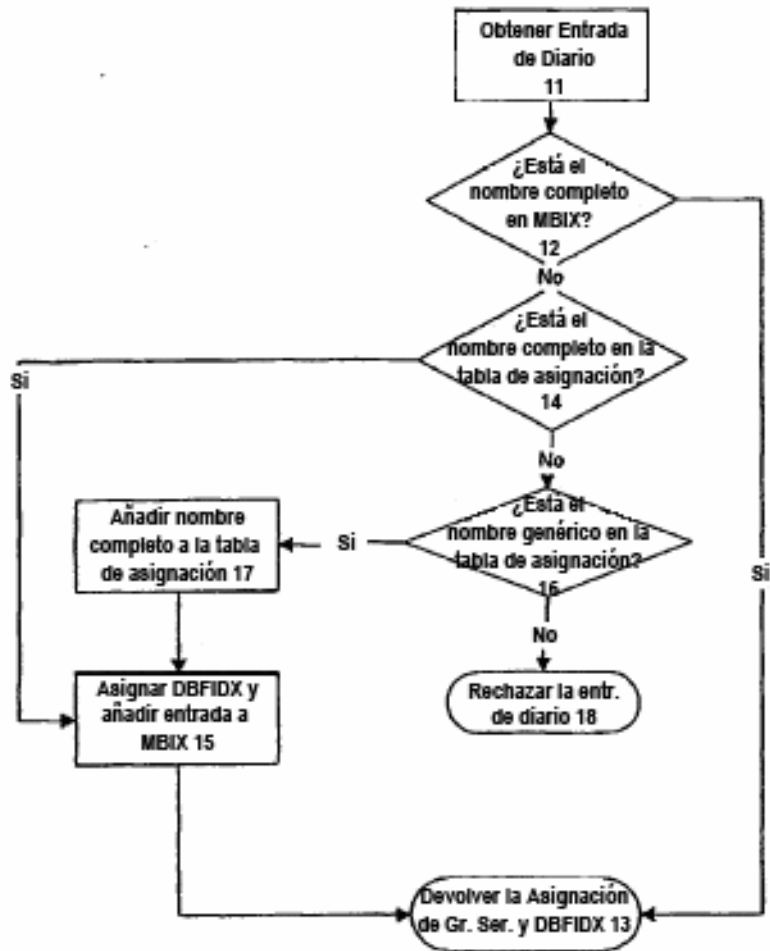 Obtener Entrada
de Diario
11
¿Está el
nombre completo
en MBIX?
12
No
¿Está el
nombre completo en la
tabla de asignación?
14
Si
No
¿Está el
nombre genérico en la
tabla de asignación?
16
Si
Añadir nombre
completo a la tabla
de asignación 17
Si
No
Asignar DBFIDX y
añadir entrada a
MBIX 15
Rechazar la entr.
de diario 18
Devolver la Asignación
de Gr. Ser. y DBFIDX 13